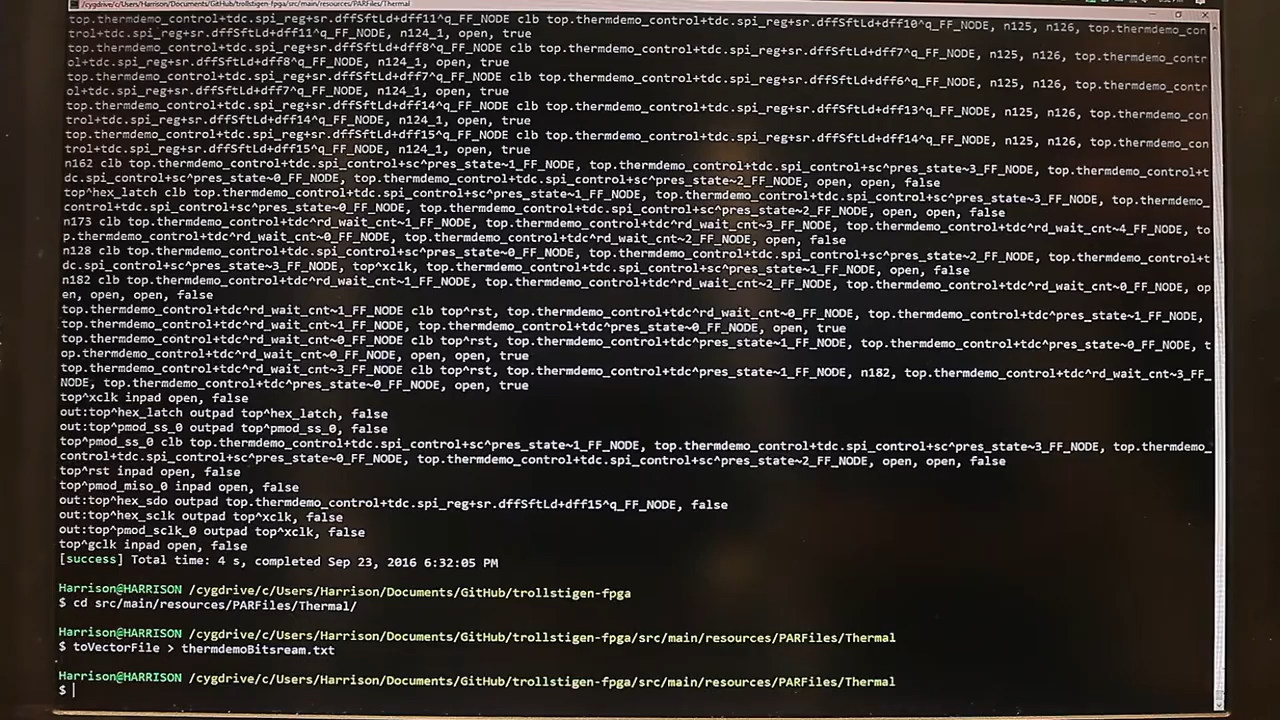 /cygdrive/c/Users/Harrison/Documents/GitHub/trollstigen-fpga/src/main/resources/PARFiles/Thermal
top.thermdemo_control+tdc.spi_reg+sr.dffSftLd+dff11^q_FF_NODE clb top.thermdemo_control+tdc.spi_reg+sr.dffSftLd+dff10^q_FF_NODE, n125, n126, top.thermdemo_con
trol+tdc.spi_reg+sr.dffSftLd+dff11^q_FF_NODE, n124_1, open, true
top.thermdemo_control+tdc.spi_reg+sr.dffSftLd+dff8^q_FF_NODE clb top.thermdemo_control+tdc.spi_reg+sr.dffSftLd+dff7^q_FF_NODE, n125, n126, top.thermdemo_contr
ol+tdc.spi_reg+sr.dffSftLd+dff8^q_FF_NODE, n124_1, open, true
top.thermdemo_control+tdc.spi_reg+sr.dffSftLd+dff7^q_FF_NODE clb top.thermdemo_control+tdc.spi_reg+sr.dffSftLd+dff6^q_FF_NODE, n125, n126, top.thermdemo_contr
ol+tdc.spi_reg+sr.dffSftLd+dff7^q_FF_NODE, n124_1, open, true
top.thermdemo_control+tdc.spi_reg+sr.dffSftLd+dff14^q_FF_NODE clb top.thermdemo_control+tdc.spi_reg+sr.dffSftLd+dff13^q_FF_NODE, n125, n126, top.thermdemo_con
trol+tdc.spi_reg+sr.dffSftLd+dff14^q_FF_NODE, n124_1, open, true
top.thermdemo_control+tdc.spi_reg+sr.dffSftLd+dff15^q_FF_NODE clb top.thermdemo_control+tdc.spi_reg+sr.dffSftLd+dff14^q_FF_NODE, n125, n126, top.thermdemo_con
trol+tdc.spi_reg+sr.dffSftLd+dff15^q_FF_NODE, n124_1, open, true
n162 clb top.thermdemo_control+tdc.spi_control+sc^pres_state~1_FF_NODE, top.thermdemo_control+tdc.spi_control+sc^pres_state~3_FF_NODE, top.thermdemo_control+t
dc.spi_control+sc^pres_state~0_FF_NODE, top.thermdemo_control+tdc.spi_control+sc^pres_state~2_FF_NODE, open, open, false
top^hex_latch clb top.thermdemo_control+tdc.spi_control+sc^pres_state~1_FF_NODE, top.thermdemo_control+tdc.spi_control+sc^pres_state~3_FF_NODE, top.thermdemo_
control+tdc.spi_control+sc^pres_state~0_FF_NODE, top.thermdemo_control+tdc.spi_control+sc^pres_state~2_FF_NODE, open, open, false
n173 clb top.thermdemo_control+tdc^rd_wait_cnt~1_FF_NODE, top.thermdemo_control+tdc^rd_wait_cnt~3_FF_NODE, top.thermdemo_control+tdc^rd_wait_cnt~4_FF_NODE, to
p.thermdemo_control+tdc^rd_wait_cnt~0_FF_NODE, top.thermdemo_control+tdc^rd_wait_cnt~2_FF_NODE, open, false
n128 clb top.thermdemo_control+tdc.spi_control+sc^pres_state~0_FF_NODE, top.thermdemo_control+tdc.spi_control+sc^pres_state~2_FF_NODE, top.thermdemo_control+t
dc.spi_control+sc^pres_state~3_FF_NODE, top^xclk, top.thermdemo_control+tdc.spi_control+sc^pres_state~1_FF_NODE, open, false
n182 clb top.thermdemo_control+tdc^rd_wait_cnt~1_FF_NODE, top.thermdemo_control+tdc^rd_wait_cnt~2_FF_NODE, top.thermdemo_control+tdc^rd_wait_cnt~0_FF_NODE, op
en, open, open, false
top.thermdemo_control+tdc^rd_wait_cnt~1_FF_NODE clb top^rst, top.thermdemo_control+tdc^rd_wait_cnt~0_FF_NODE, top.thermdemo_control+tdc^pres_state~1_FF_NODE,
top.thermdemo_control+tdc^rd_wait_cnt~1_FF_NODE, top.thermdemo_control+tdc^pres_state~0_FF_NODE, open, true
top.thermdemo_control+tdc^rd_wait_cnt~0_FF_NODE clb top^rst, top.thermdemo_control+tdc^pres_state~1_FF_NODE, top.thermdemo_control+tdc^pres_state~0_FF_NODE, t
op.thermdemo_control+tdc^rd_wait_cnt~0_FF_NODE, open, open, true
top.thermdemo_control+tdc^rd_wait_cnt~3_FF_NODE clb top^rst, top.thermdemo_control+tdc^pres_state~1_FF_NODE, n182, top.thermdemo_control+tdc^rd_wait_cnt~3_FF_
NODE, top.thermdemo_control+tdc^pres_state~0_FF_NODE, open, true
top^xclk inpad open, false
out:top^hex_latch outpad top^hex_latch, false
out:top^pmod_ss_0 outpad top^pmod_ss_0, false
top^pmod_ss_0 clb top.thermdemo_control+tdc.spi_control+sc^pres_state~1_FF_NODE, top.thermdemo_control+tdc.spi_control+sc^pres_state~3_FF_NODE, top.thermdemo_
control+tdc.spi_control+sc^pres_state~0_FF_NODE, top.thermdemo_control+tdc.spi_control+sc^pres_state~2_FF_NODE, open, open, false
top^rst inpad open, false
top^pmod_miso_0 inpad open, false
out:top^hex_sdo outpad top.thermdemo_control+tdc.spi_reg+sr.dffSftLd+dff15^q_FF_NODE, false
out:top^hex_sclk outpad top^xclk, false
out:top^pmod_sclk_0 outpad top^xclk, false
top^gclk inpad open, false
[success] Total time: 4 s, completed Sep 23, 2016 6:32:05 PM
Harrison@HARRISON /cygdrive/c/Users/Harrison/Documents/GitHub/trollstigen-fpga
$ cd src/main/resources/PARFiles/Thermal/
Harrison@HARRISON /cygdrive/c/Users/Harrison/Documents/GitHub/trollstigen-fpga/src/main/resources/PARFiles/Thermal
$ toVectorFile > thermdemoBitsream.txt
Harrison@HARRISON /cygdrive/c/Users/Harrison/Documents/GitHub/trollstigen-fpga/src/main/resources/PARFiles/Thermal
$